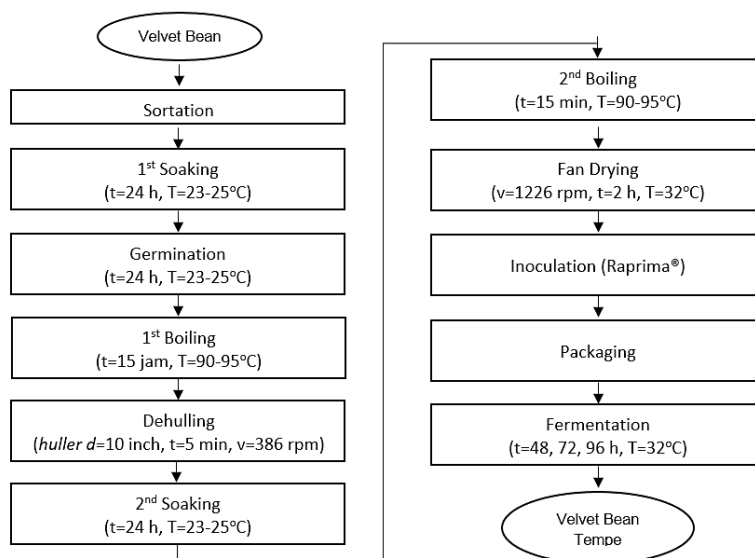 Velvet Bean
Sortation
1st Soaking
(t=24 h, T=23-25°C)
Germination
(t=24 h, T=23-25°C)
1st Boiling
(t=15 jam, T=90-95°C)
Dehulling
(huller d=10 inch, t=5 min, v=386 rpm)
2nd Soaking
(t=24 h, T=23-25°C)
2nd Boiling
(t=15 min, T=90-95°C)
Fan Drying
(v=1226 rpm, t=2 h, T=32°C)
Inoculation (Raprima®)
Packaging
Fermentation
(t=48, 72, 96 h, T=32°C)
Velvet Bean
Tempe